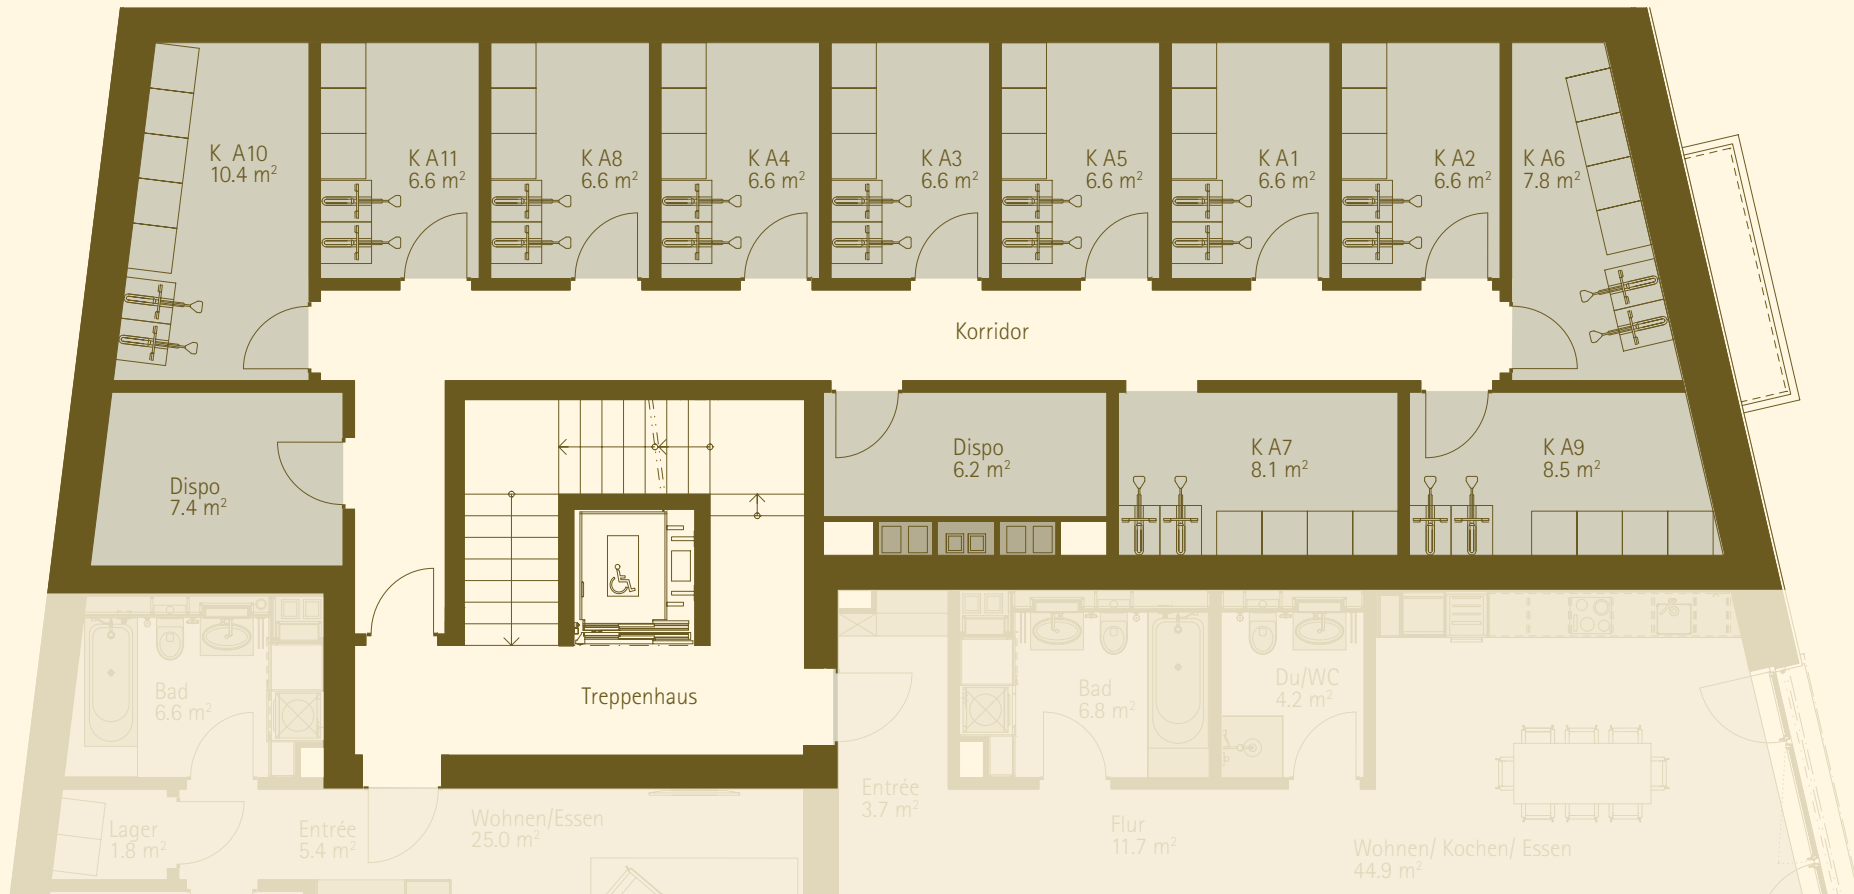 K A10
10.4 m²
K A11
6.6 m²
K A8
6.6 m²
K A4
6.6 m²
K A3
6.6 m²
K A5
6.6 m²
K A1
6.6 m²
K A2
6.6 m²
K A6
7.8 m²
Korridor
Dispo
7.4 m²
Dispo
6.2 m²
K A7
8.1 m²
K A9
8.5 m²
Treppenhaus
Bad
6.6 m²
Bad
6.8 m²
Du/WC
4.2 m²
Lager
1.8 m²
Entrée
5.4 m²
Wohnen/Essen
25.0 m²
Entrée
3.7 m²
Flur
11.7 m²
Wohnen/ Kochen/ Essen
44.9 m²